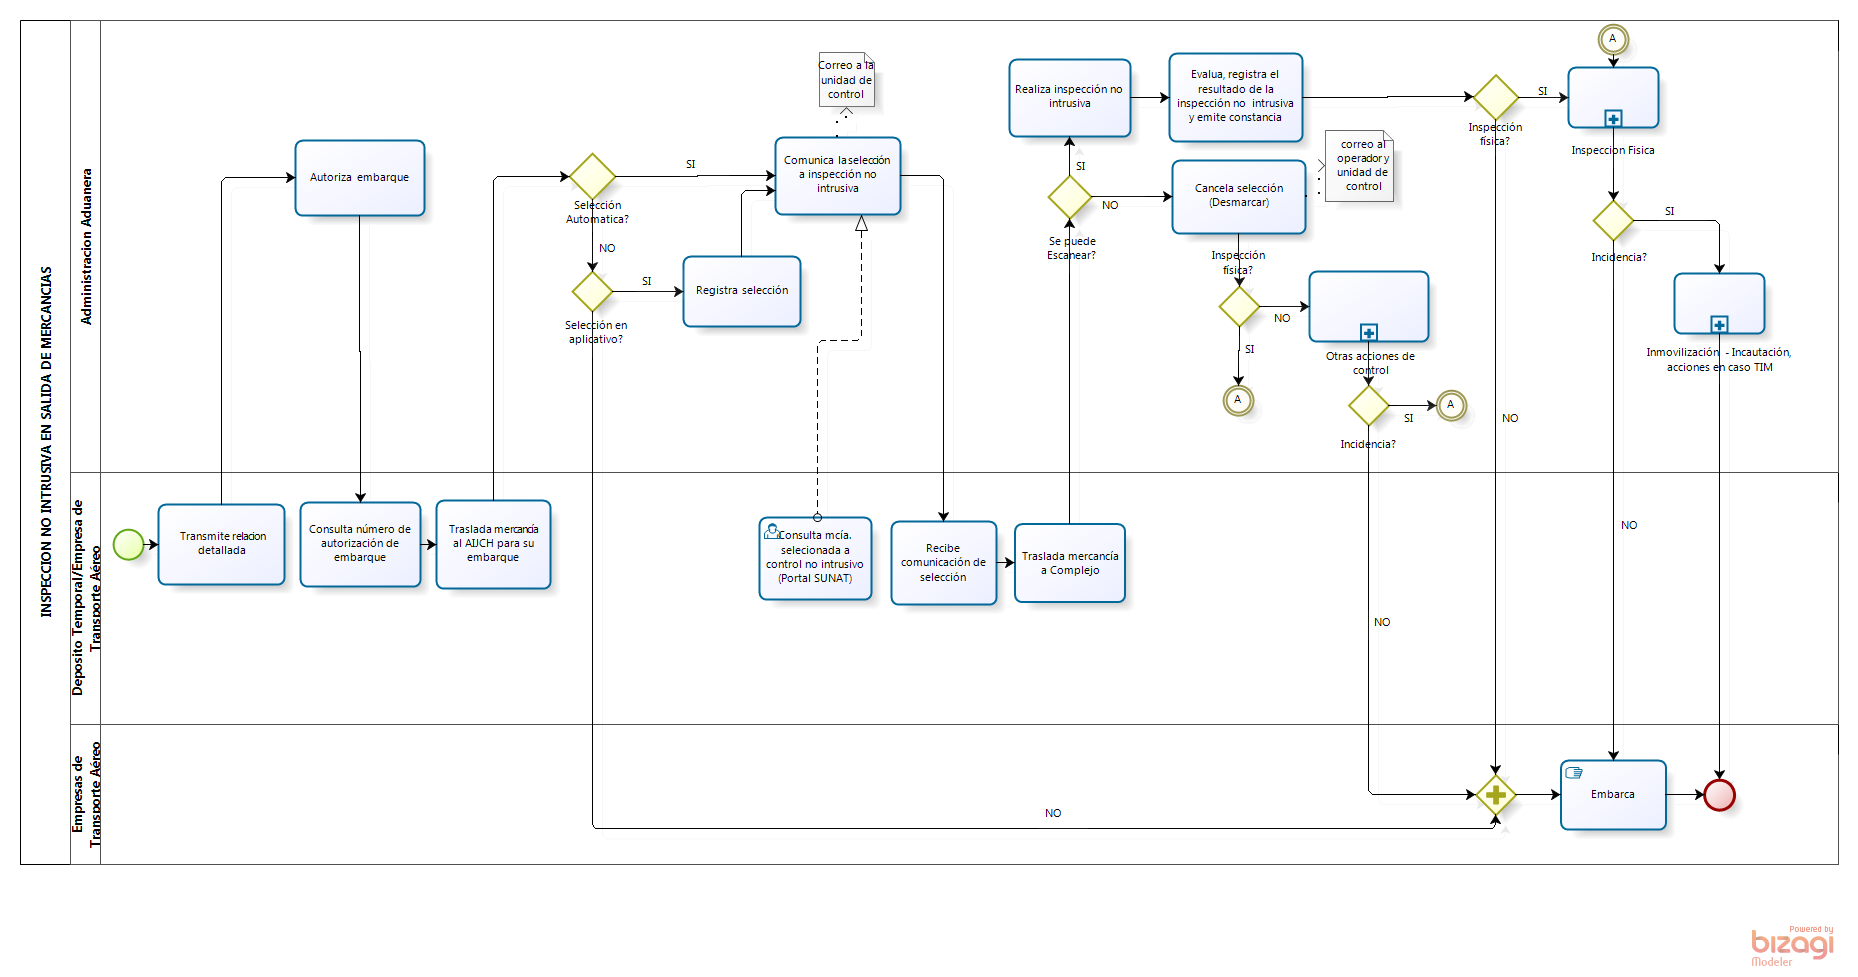 INSPECCION NO INTRUSIVA EN SALIDA DE MERCANCIAS
Administracion Aduanera
Autoriza embarque
Selección
Automatica?
SI
NO
Selección en
aplicativo?
SI
Registra selección
Correo a la
unidad de
control
Comunica la selección
a inspección no
intrusiva
Realiza inspección no
intrusiva
SI
Se puede
Escanear?
NO
Evalua, registra el
resultado de la
inspección no intrusiva
y emite constancia
Cancela selección
(Desmarcar)
correo al
operador y
unidad de
control
Inspección
física?
NO
SI
A
Otras acciones de
control
Incidencia?
SI
A
NO
Inspección
física?
SI
NO
A
Inspeccion Fisica
Incidencia?
SI
NO
Inmovilización - Incautación,
acciones en caso TIM
Deposito Temporal/Empresa de
Transporte Aéreo
Transmite relacion
detallada
Consulta número de
autorización de
embarque
Traslada mercancía
al AIJCH para su
embarque
Consulta mcía.
selecionada a
control no intrusivo
(Portal SUNAT)
Recibe
comunicación de
selección
Traslada mercancía
a Complejo
Empresas de
Transporte Aéreo
NO
Embarca
Powered by
bizagi
Modeler